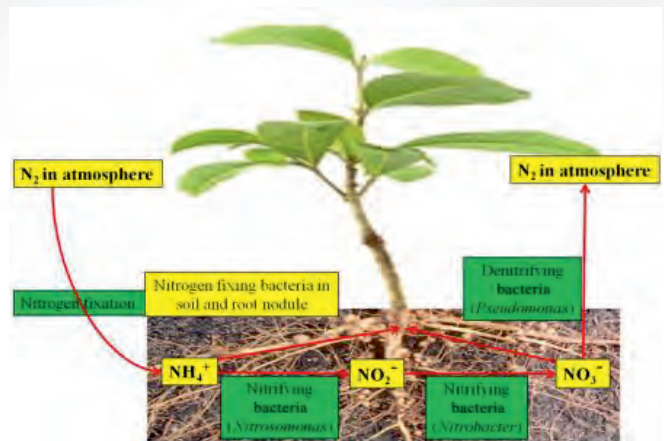 N₂ in atmosphere
N₂ in atmosphere
Nitrogen fixation
Nitrogen fixing bacteria in
soil and root nodule
Denitrifying
bacteria
(Pseudomonas)
NH₄⁺
NO₂⁻
NO₃⁻
Nitrifying
bacteria
(Nitrosomonas)
Nitrifying
bacteria
(Nitrobacter)